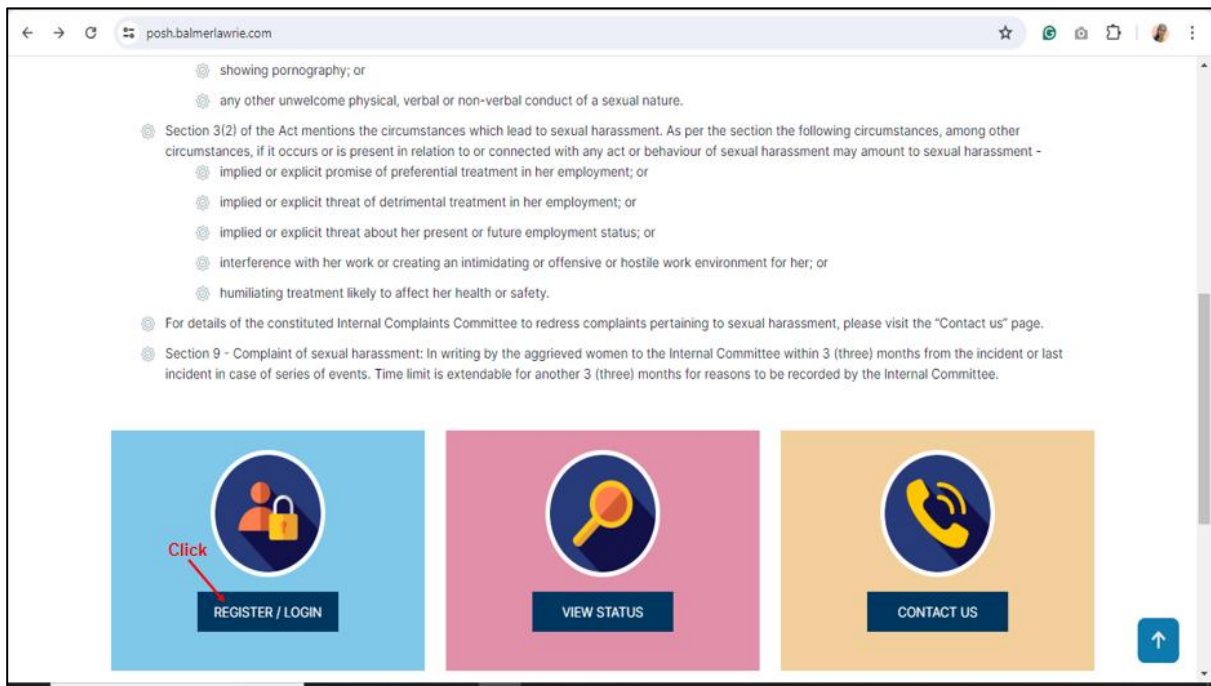 posh.balmerlawrie.com
showing pornography; or
any other unwelcome physical, verbal or non-verbal conduct of a sexual nature.
Section 3(2) of the Act mentions the circumstances which lead to sexual harassment. As per the section the following circumstances, among other
circumstances, if it occurs or is present in relation to or connected with any act or behaviour of sexual harassment may amount to sexual harassment -
implied or explicit promise of preferential treatment in her employment; or
implied or explicit threat of detrimental treatment in her employment; or
implied or explicit threat about her present or future employment status; or
interference with her work or creating an intimidating or offensive or hostile work environment for her; or
humiliating treatment likely to affect her health or safety.
For details of the constituted Internal Complaints Committee to redress complaints pertaining to sexual harassment, please visit the “Contact us” page.
Section 9 - Complaint of sexual harassment: In writing by the aggrieved women to the Internal Committee within 3 (three) months from the incident or last
incident in case of series of events. Time limit is extendable for another 3 (three) months for reasons to be recorded by the Internal Committee.
Click
REGISTER / LOGIN
VIEW STATUS
CONTACT US